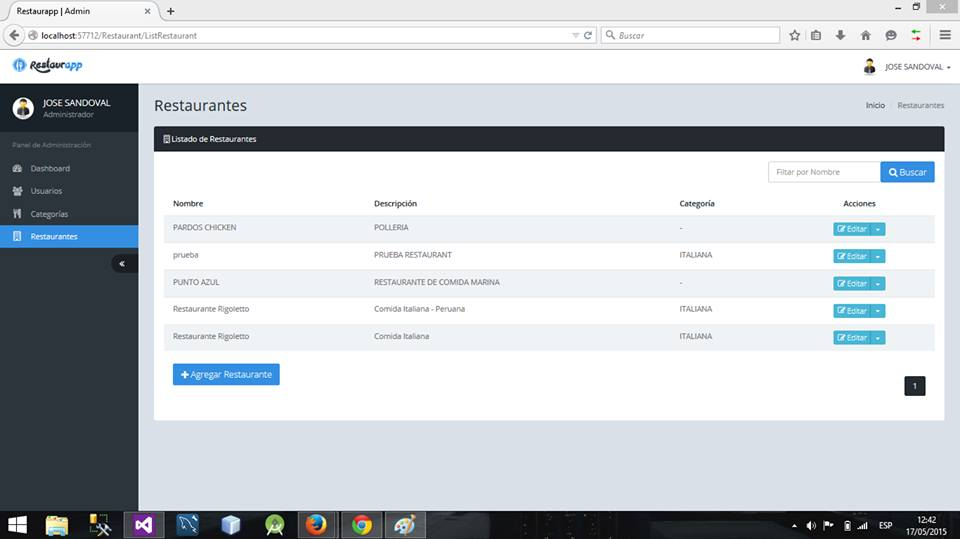 Restaurapp | Admin
localhost:57712/Restaurant/ListRestaurant
Buscar
Restaurapp
JOSE SANDOVAL
JOSE SANDOVAL
Administrador
Panel de Administración
Dashboard
Usuarios
Categorías
Restaurantes
Restaurantes
Inicio / Restaurantes
Listado de Restaurantes
Filtar por Nombre
Buscar
Nombre Descripción Categoría Acciones
PARDOS CHICKEN POLLERIA - Editar
prueba PRUEBA RESTAURANT ITALIANA Editar
PUNTO AZUL RESTAURANTE DE COMIDA MARINA - Editar
Restaurante Rigoletto Comida Italiana - Peruana ITALIANA Editar
Restaurante Rigoletto Comida Italiana ITALIANA Editar
Agregar Restaurante
1
ESP
12:42
17/05/2015